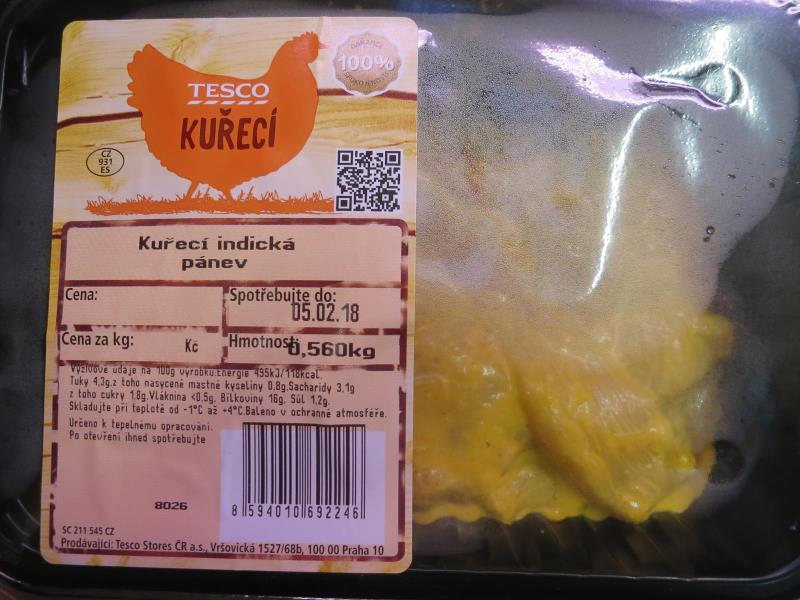 GARANCE
100%
SPOKOJENOSTI
TESCO
KUŘECÍ
CZ
931
ES
Kuřecí indická
pánev
Cena:
Spotřebujte do:
05.02.18
Cena za kg:
Kč
Hmotnost:
0,560kg
Výživové údaje na 100g výrobku:Energie 495kJ/118kcal,
Tuky 4.3g,z toho nasycené mastné kyseliny 0.8g,Sacharidy 3.1g
z toho cukry 1.8g,Vláknina <0.5g, Bílkoviny 16g, Sůl 1.2g.
Skladujte při teplotě od -1°C až +4°C.Baleno v ochranné atmosféře.
Určeno k tepelnému opracování.
Po otevření ihned spotřebujte
8026
8 594010 692246
SC 211 545 CZ
Prodávající: Tesco Stores ČR a.s., Vršovická 1527/68b, 100 00 Praha 10